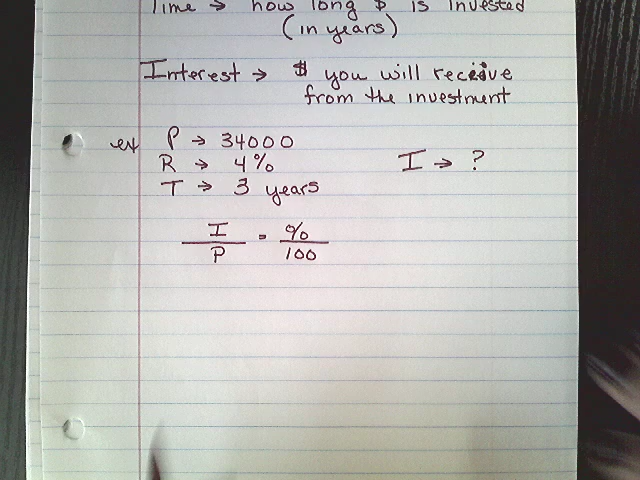 Time → how long $ is invested
(in years)
Interest → $ you will receive
from the investment
ex P → 34000
R → 4%
I → ?
T → 3 years
I/P = %/100